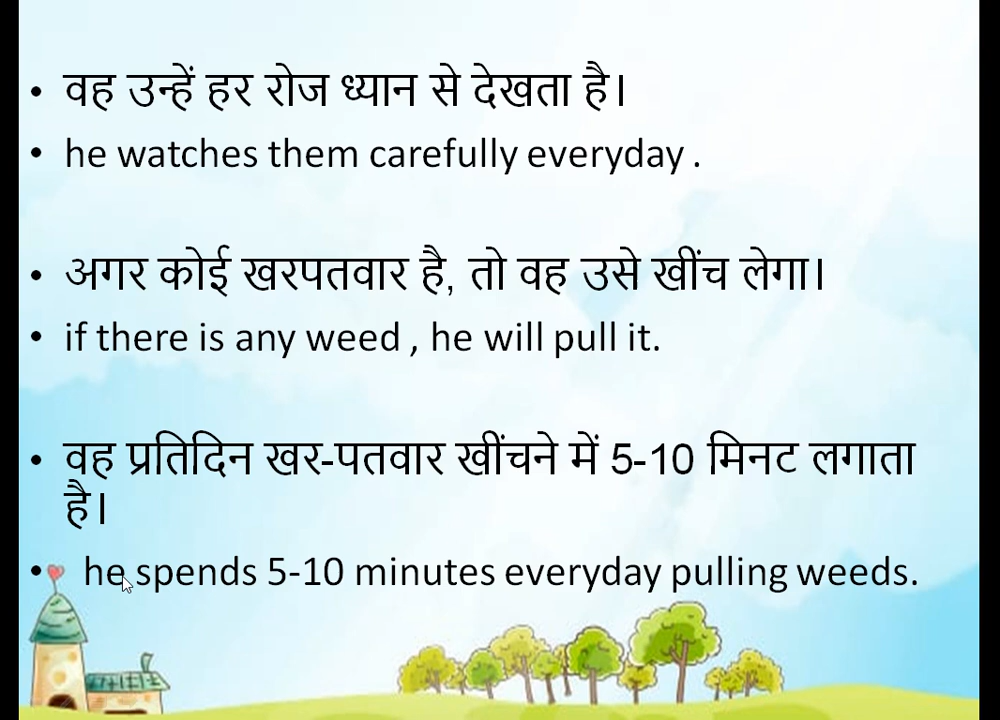 • वह उन्हें हर रोज ध्यान से देखता है।
• he watches them carefully everyday .
• अगर कोई खरपतवार है, तो वह उसे खींच लेगा।
• if there is any weed , he will pull it.
• वह प्रतिदिन खर-पतवार खींचने में 5-10 मिनट लगाता
है।
• he spends 5-10 minutes everyday pulling weeds.